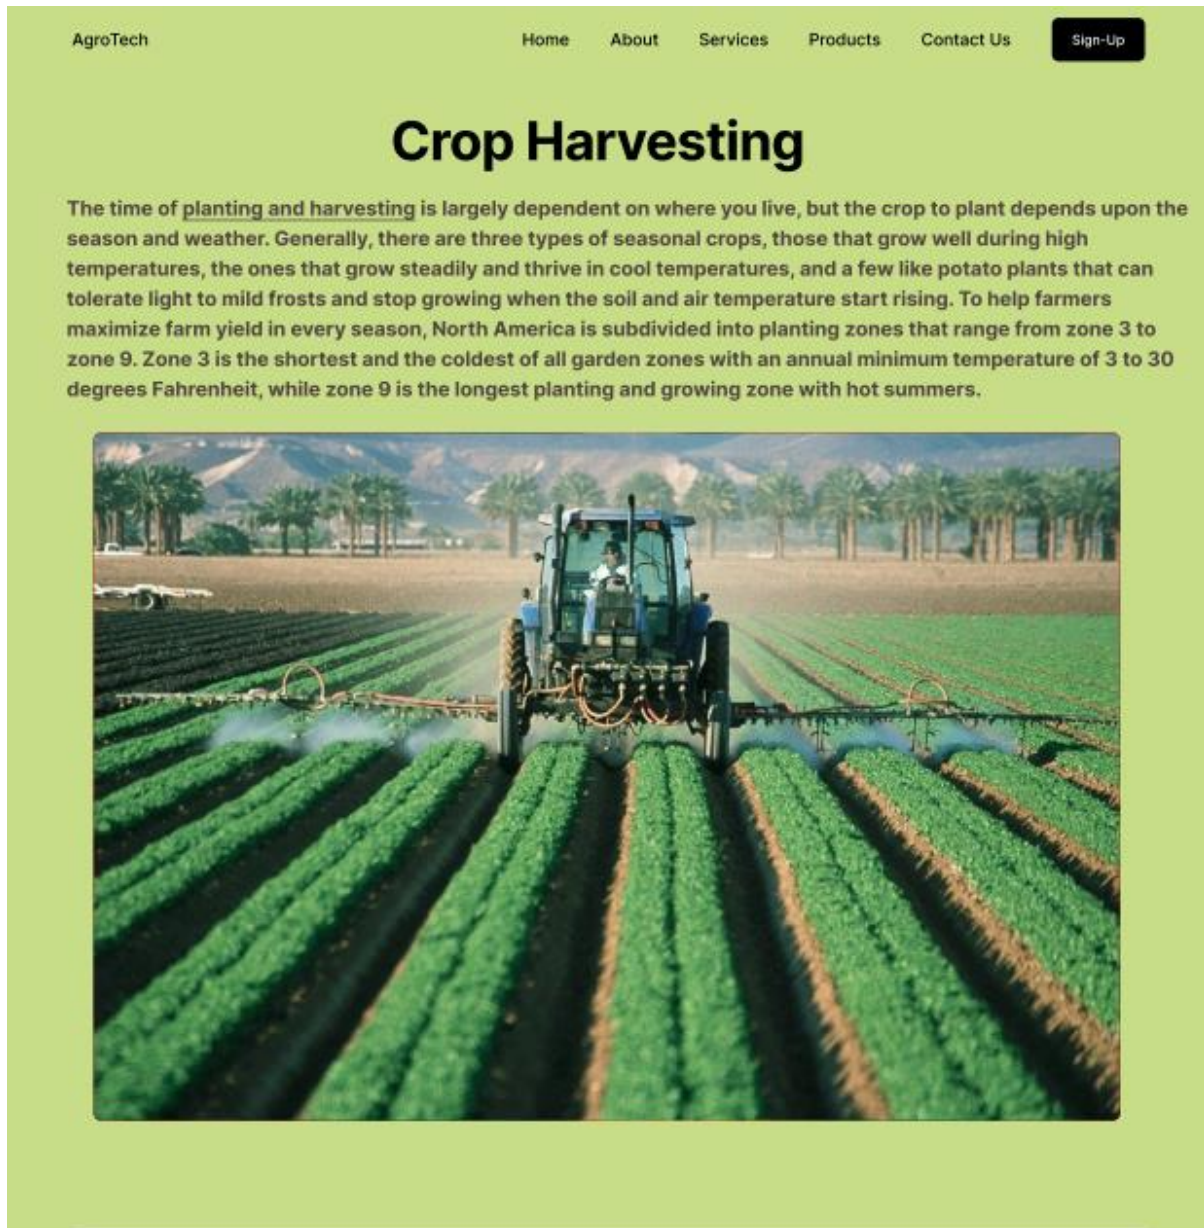 AgroTech
Home About Services Products Contact Us Sign-Up
Crop Harvesting
The time of planting and harvesting is largely dependent on where you live, but the crop to plant depends upon the
season and weather. Generally, there are three types of seasonal crops, those that grow well during high
temperatures, the ones that grow steadily and thrive in cool temperatures, and a few like potato plants that can
tolerate light to mild frosts and stop growing when the soil and air temperature start rising. To help farmers
maximize farm yield in every season, North America is subdivided into planting zones that range from zone 3 to
zone 9. Zone 3 is the shortest and the coldest of all garden zones with an annual minimum temperature of 3 to 30
degrees Fahrenheit, while zone 9 is the longest planting and growing zone with hot summers.